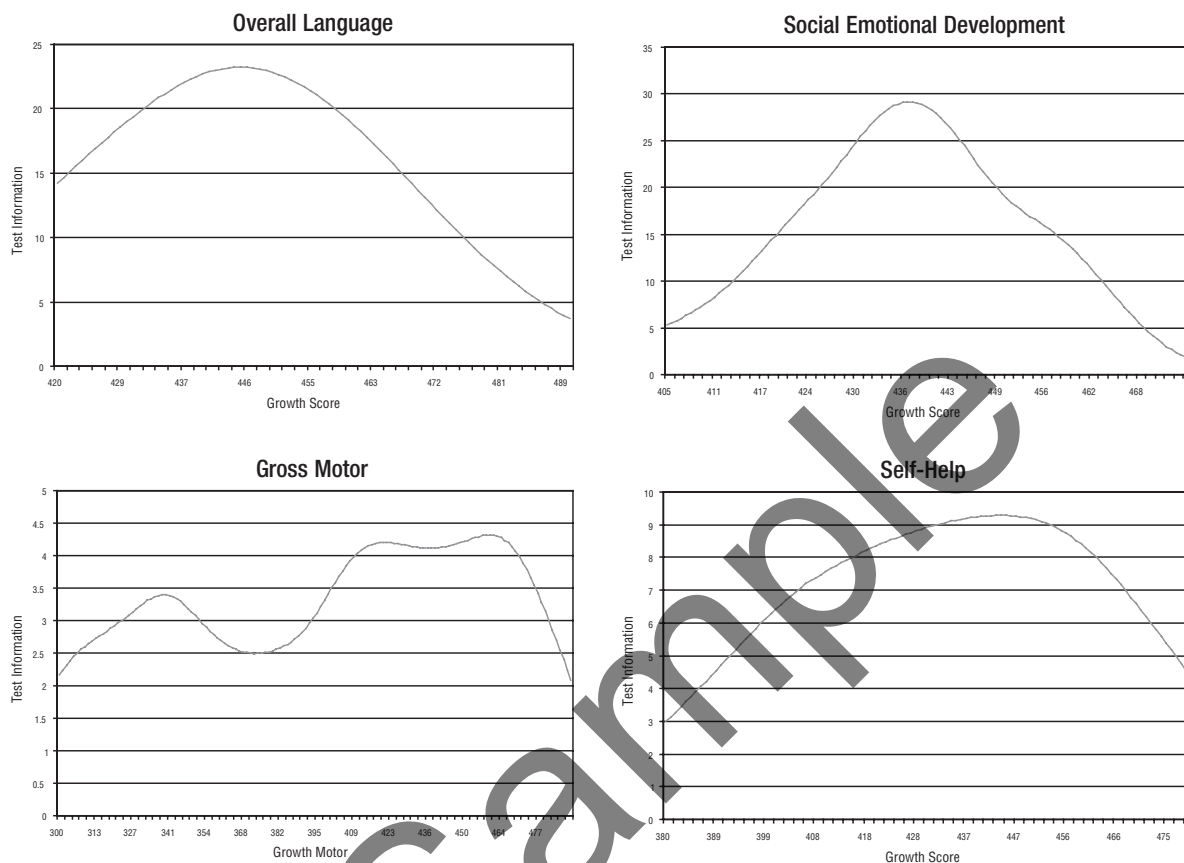 Overall Language
25
20
15
10
5
0
Test Information
420 429 437 446 455 463 472 481 489
Growth Score
Social Emotional Development
35
30
25
20
15
10
5
0
Test Information
405 411 417 424 430 436 443 449 456 462 468
Growth Score
Gross Motor
5
4.5
4
3.5
3
2.5
2
1.5
1
0.5
0
Test Information
300 313 327 341 354 368 382 395 409 423 436 464 450 477
Growth Motor
Self-Help
10
9
8
7
6
5
4
3
2
1
0
Test Information
380 389 399 408 418 428 437 447 456 466 475
Growth Score
Sample